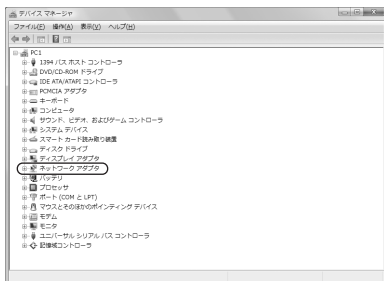 デバイス マネージャ
ファイル(F) 操作(A) 表示(V) ヘルプ(H)
PC1
1394 バス ホスト コントローラ
DVD/CD-ROM ドライブ
IDE ATA/ATAPI コントローラ
PCMCIA アダプタ
キーボード
コンピュータ
サウンド、ビデオ、およびゲーム コントローラ
システム デバイス
スマート カード読み取り装置
ディスク ドライブ
ディスプレイ アダプタ
ネットワーク アダプタ
バッテリ
プロセッサ
ポート (COM と LPT)
マウスとそのほかのポインティング デバイス
モデム
モニタ
ユニバーサル シリアル バス コントローラ
記憶域コントローラ